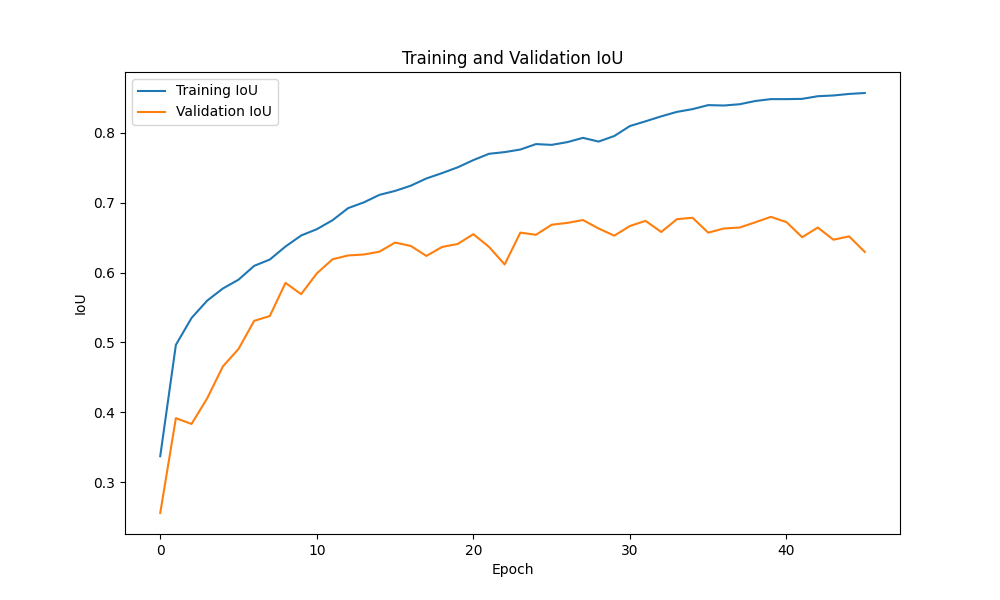 Training and Validation IoU
Training IoU
Validation IoU
0.8
0.7
0.6
0.5
0.4
0.3
IoU
0 10 20 30 40
Epoch